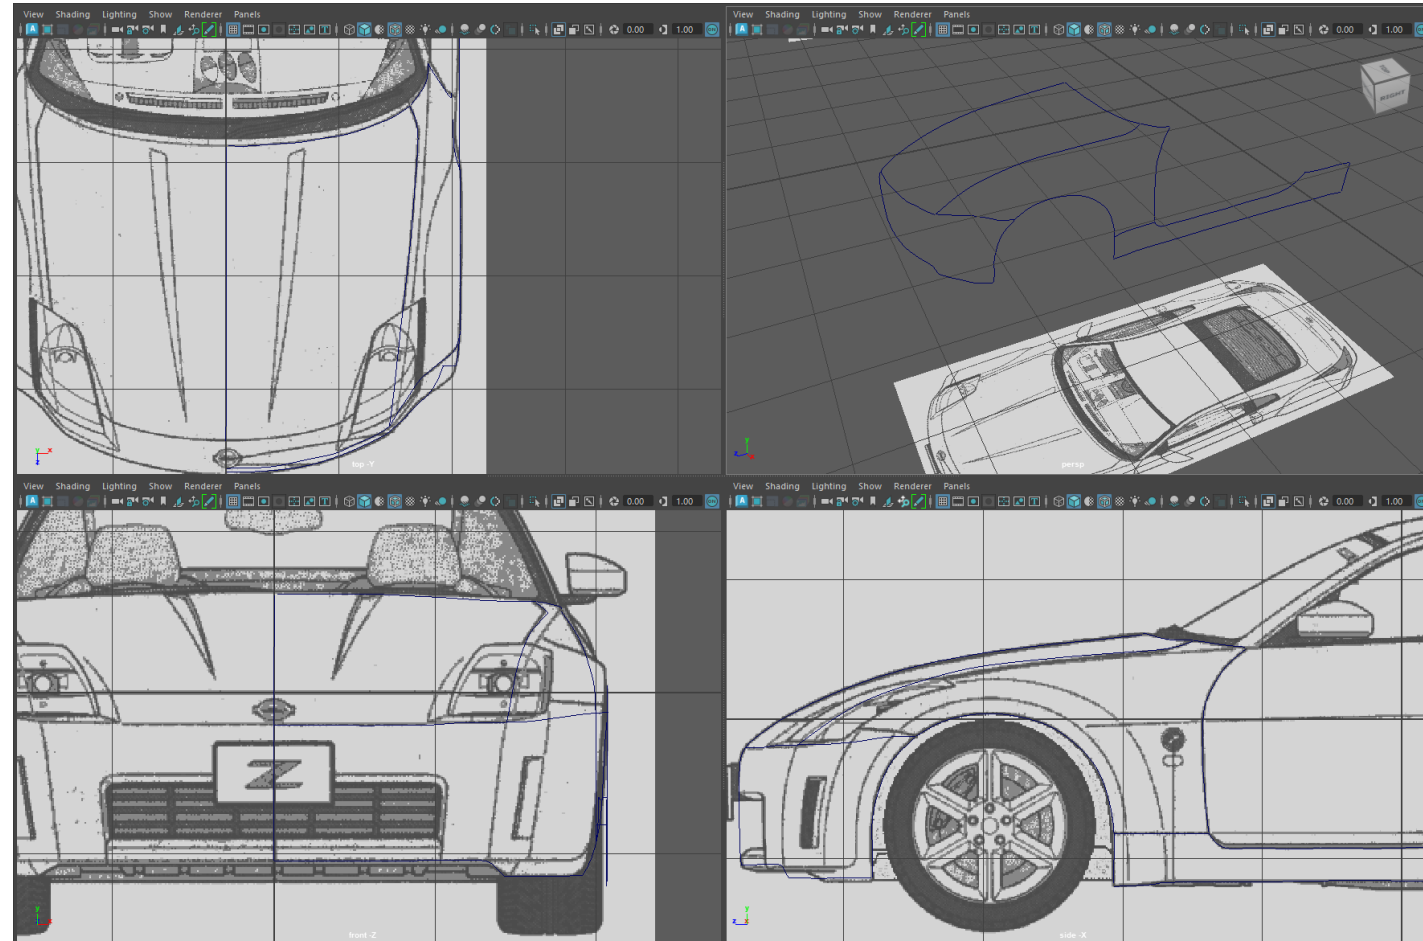 View Shading Lighting Show Renderer Panels
0.00 1.00
top -Y
View Shading Lighting Show Renderer Panels
0.00 1.00
RIGHT
persp
View Shading Lighting Show Renderer Panels
0.00 1.00
Z
front -Z
View Shading Lighting Show Renderer Panels
0.00 1.00
side -X